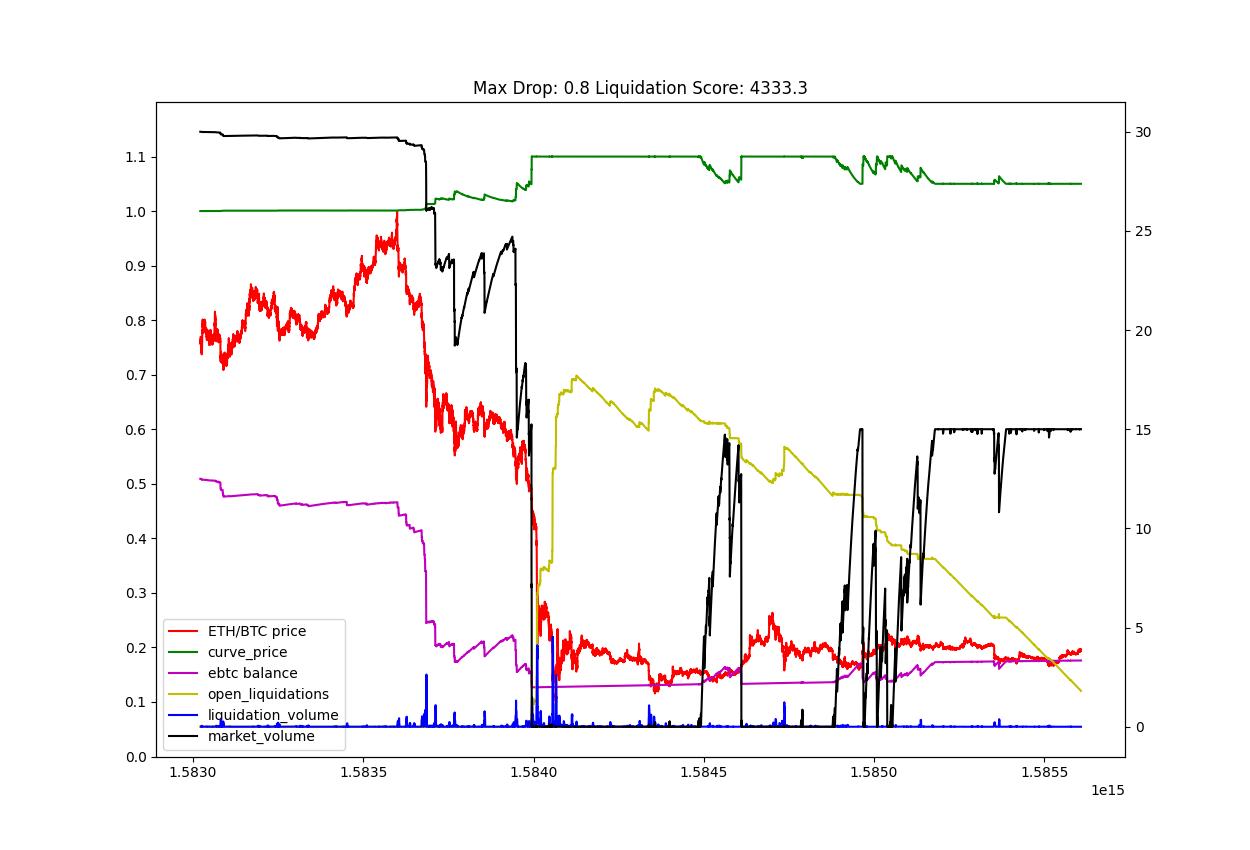 Max Drop: 0.8 Liquidation Score: 4333.3
1.1
1.0
0.9
0.8
0.7
0.6
0.5
0.4
0.3
0.2
0.1
0.0
30
25
20
15
10
5
0
ETH/BTC price
curve_price
ebtc balance
open_liquidations
liquidation_volume
market_volume
1.5830 1.5835 1.5840 1.5845 1.5850 1.5855
1e15